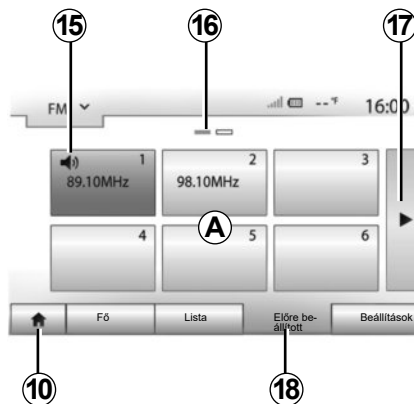 15
16
17
FM
--°F
16:00
1
89.10MHz
2
98.10MHz
3
A
4
5
6
Fő
Lista
Előre be-
állított
Beállítások
10
18